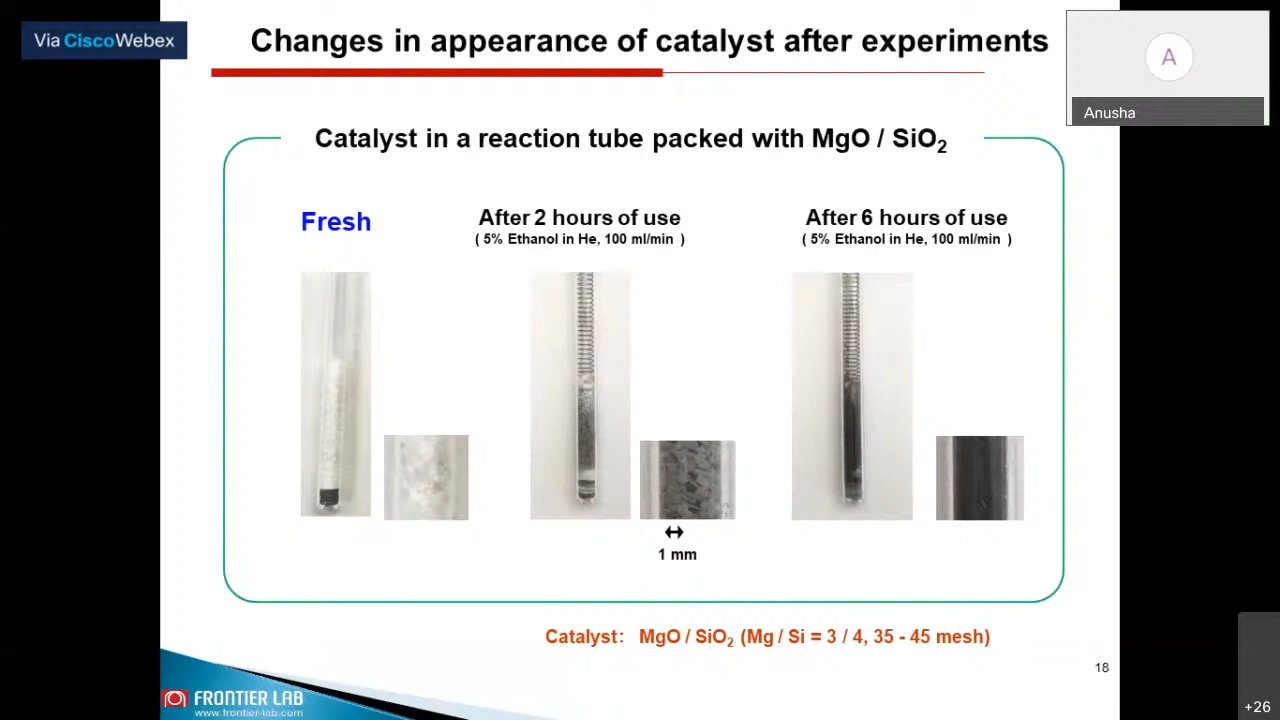 Via Cisco Webex
Changes in appearance of catalyst after experiments
A
Anusha
Catalyst in a reaction tube packed with MgO / SiO₂
Fresh
After 2 hours of use
( 5% Ethanol in He, 100 ml/min )
After 6 hours of use
( 5% Ethanol in He, 100 ml/min )
1 mm
Catalyst: MgO / SiO₂ (Mg / Si = 3 / 4, 35 - 45 mesh)
18
FRONTIER LAB
www.frontier-lab.com
+26